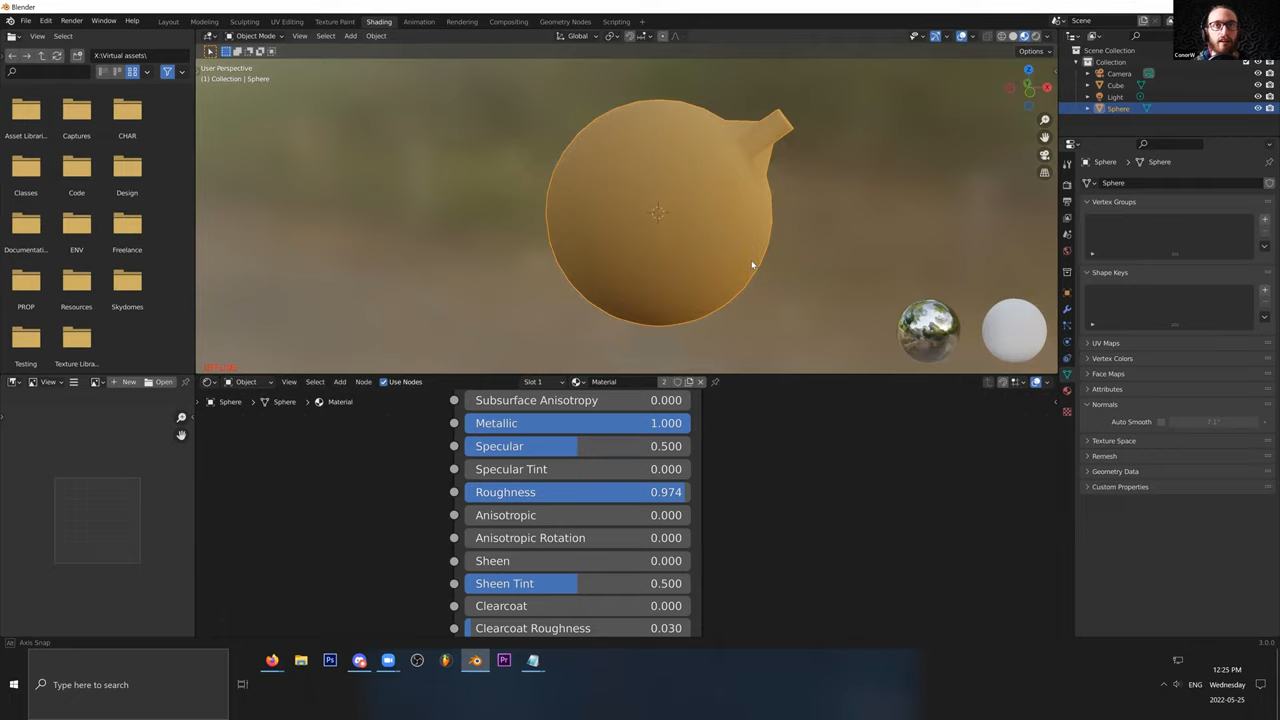 Blender
File Edit Render Window Help Layout Modeling Sculpting UV Editing Texture Paint Shading Animation Rendering Compositing Geometry Nodes Scripting + Scene
View Select X:\Virtual assets\ Object Mode View Select Add Object Global
Options
ConorW
User Perspective
(1) Collection | Sphere
Scene Collection
Collection
Camera
Cube
Light
Sphere
Asset Librari... Captures CHAR
Classes Code Design
Documentati... ENV Freelance
PROP Resources Skydomes
Testing Texture Libra...
Sphere Sphere
Sphere
Vertex Groups
Shape Keys
UV Maps
Vertex Colors
Face Maps
Attributes
Normals
Auto Smooth 7.1°
Texture Space
Remesh
Geometry Data
Custom Properties
View New Open Object View Select Add Node Use Nodes Slot 1 Material 2
Sphere Sphere Material
Subsurface Anisotropy 0.000
Metallic 1.000
Specular 0.500
Specular Tint 0.000
Roughness 0.974
Anisotropic 0.000
Anisotropic Rotation 0.000
Sheen 0.000
Sheen Tint 0.500
Clearcoat 0.000
Clearcoat Roughness 0.030
Axis Snap 3.0.0
Type here to search
ENG
12:25 PM
Wednesday
2022-05-25